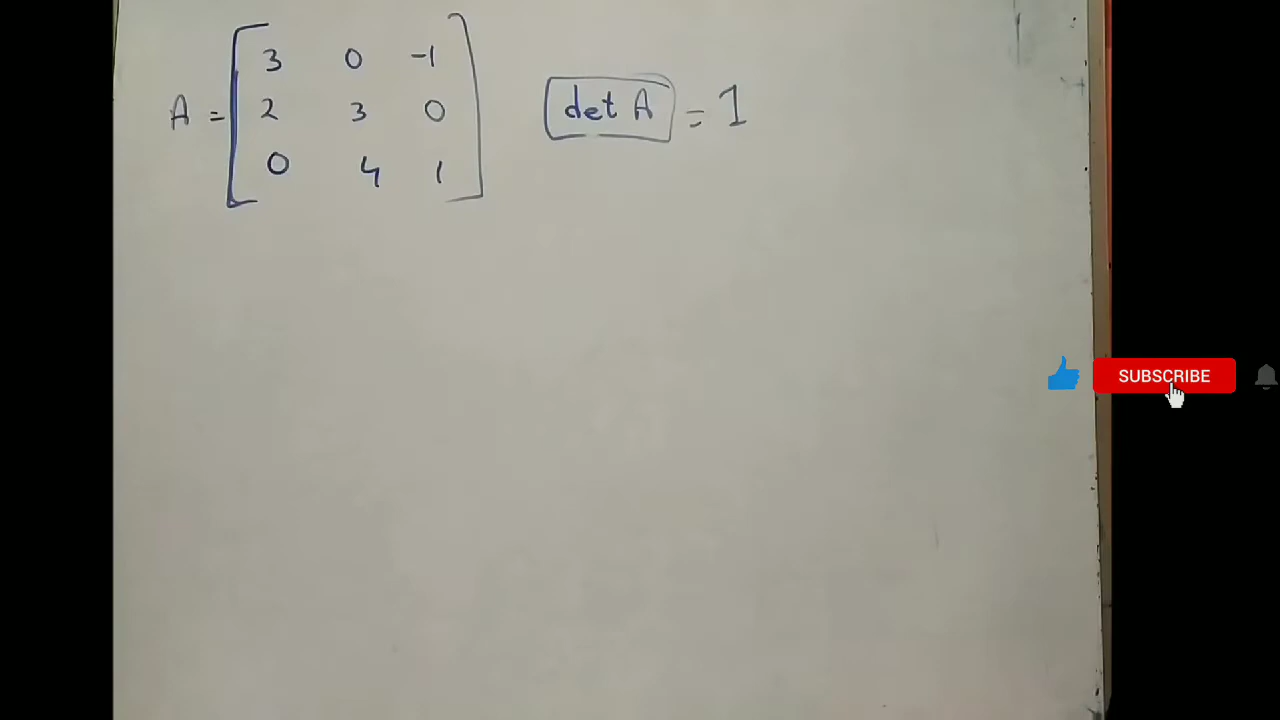 A = [ 3 0 -1
2 3 0
0 4 1 ]
det A = 1
SUBSCRIBE